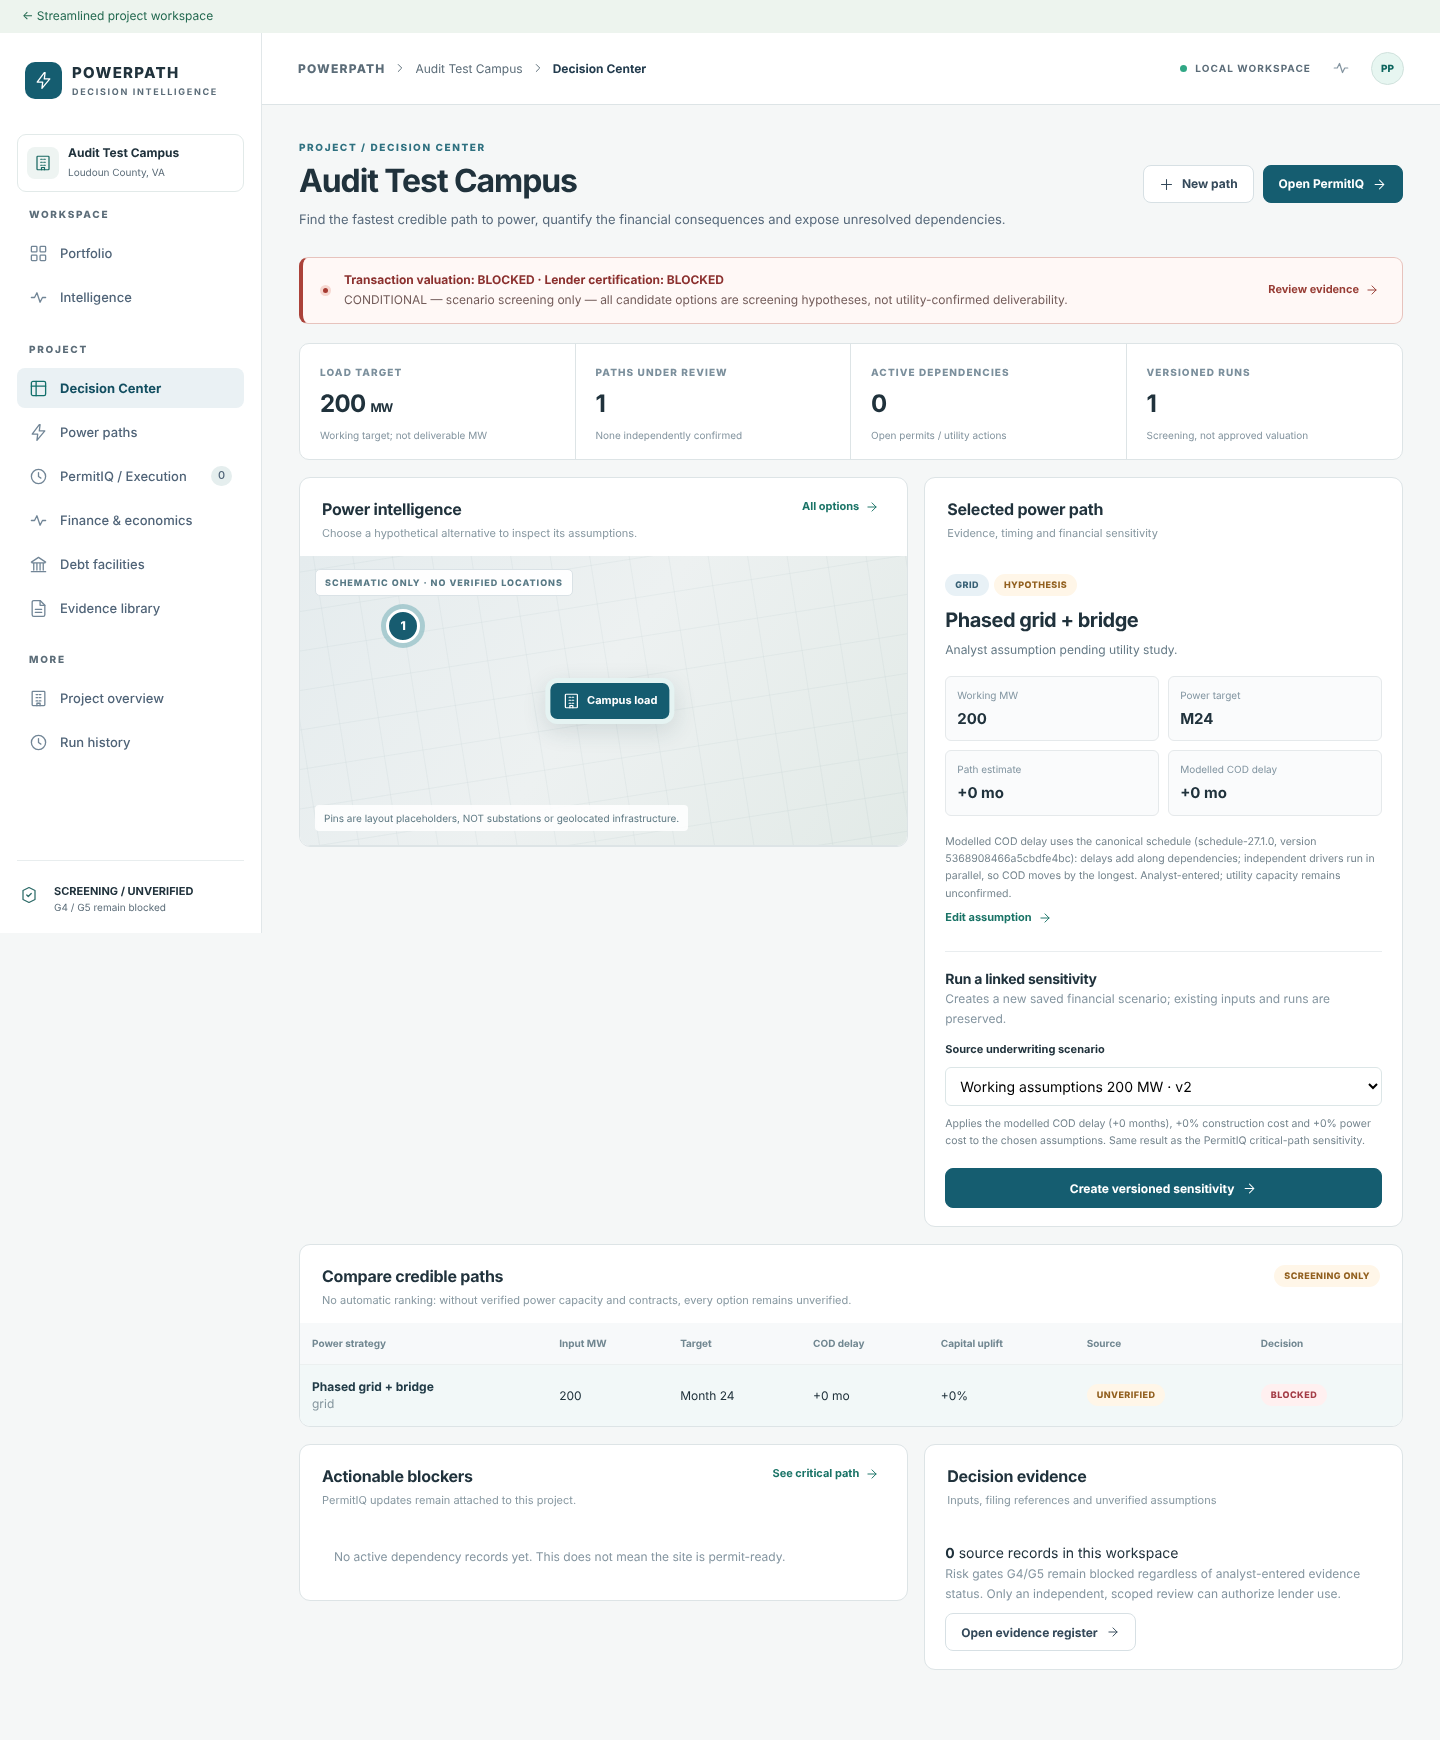 ← Streamlined project workspace
POWERPATH
DECISION INTELLIGENCE
Audit Test Campus
Loudoun County, VA
WORKSPACE
Portfolio
Intelligence
PROJECT
Decision Center
Power paths
PermitIQ / Execution 0
Finance & economics
Debt facilities
Evidence library
MORE
Project overview
Run history
SCREENING / UNVERIFIED
G4 / G5 remain blocked
POWERPATH > Audit Test Campus > Decision Center
LOCAL WORKSPACE
PP
PROJECT / DECISION CENTER
Audit Test Campus
Find the fastest credible path to power, quantify the financial consequences and expose unresolved dependencies.
+ New path
Open PermitIQ →
Transaction valuation: BLOCKED · Lender certification: BLOCKED
CONDITIONAL — scenario screening only — all candidate options are screening hypotheses, not utility-confirmed deliverability.
Review evidence →
LOAD TARGET
200 MW
Working target; not deliverable MW
PATHS UNDER REVIEW
1
None independently confirmed
ACTIVE DEPENDENCIES
0
Open permits / utility actions
VERSIONED RUNS
1
Screening, not approved valuation
Power intelligence
Choose a hypothetical alternative to inspect its assumptions.
All options →
SCHEMATIC ONLY · NO VERIFIED LOCATIONS
1
Campus load
Pins are layout placeholders, NOT substations or geolocated infrastructure.
Selected power path
Evidence, timing and financial sensitivity
GRID HYPOTHESIS
Phased grid + bridge
Analyst assumption pending utility study.
Working MW
200
Power target
M24
Path estimate
+0 mo
Modelled COD delay
+0 mo
Modelled COD delay uses the canonical schedule (schedule-27.1.0, version
5368908466a5cbdfe4bc): delays add along dependencies; independent drivers run in
parallel, so COD moves by the longest. Analyst-entered; utility capacity remains
unconfirmed.
Edit assumption →
Run a linked sensitivity
Creates a new saved financial scenario; existing inputs and runs are
preserved.
Source underwriting scenario
Working assumptions 200 MW · v2
Applies the modelled COD delay (+0 months), +0% construction cost and +0% power
cost to the chosen assumptions. Same result as the PermitIQ critical-path sensitivity.
Create versioned sensitivity →
Compare credible paths
No automatic ranking: without verified power capacity and contracts, every option remains unverified.
SCREENING ONLY
Power strategy Input MW Target COD delay Capital uplift Source Decision
Phased grid + bridge 200 Month 24 +0 mo +0% UNVERIFIED BLOCKED
grid
Actionable blockers
PermitIQ updates remain attached to this project.
See critical path →
No active dependency records yet. This does not mean the site is permit-ready.
Decision evidence
Inputs, filing references and unverified assumptions
0 source records in this workspace
Risk gates G4/G5 remain blocked regardless of analyst-entered evidence
status. Only an independent, scoped review can authorize lender use.
Open evidence register →